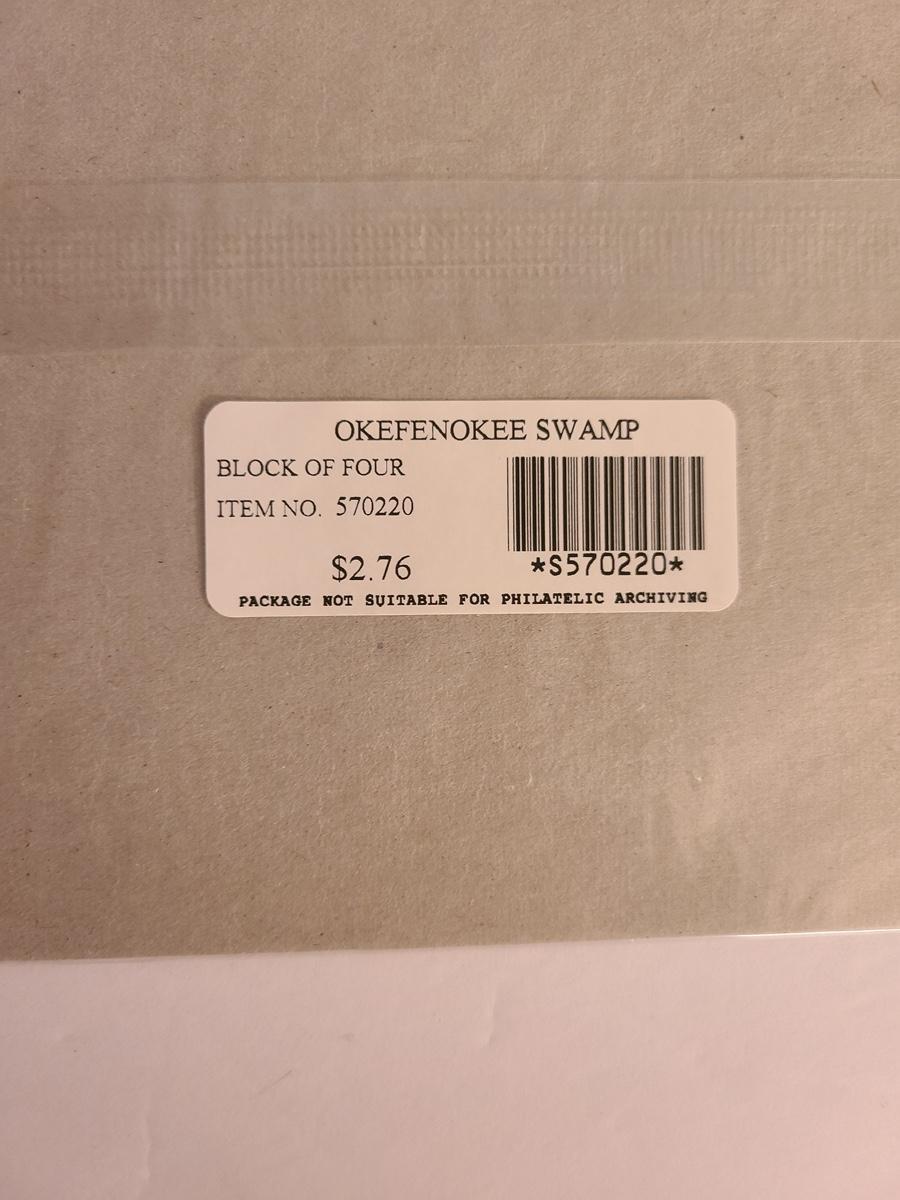 OKEFENOKEE SWAMP
BLOCK OF FOUR
ITEM NO. 570220
$2.76
*S570220*
PACKAGE NOT SUITABLE FOR PHILATELIC ARCHIVING